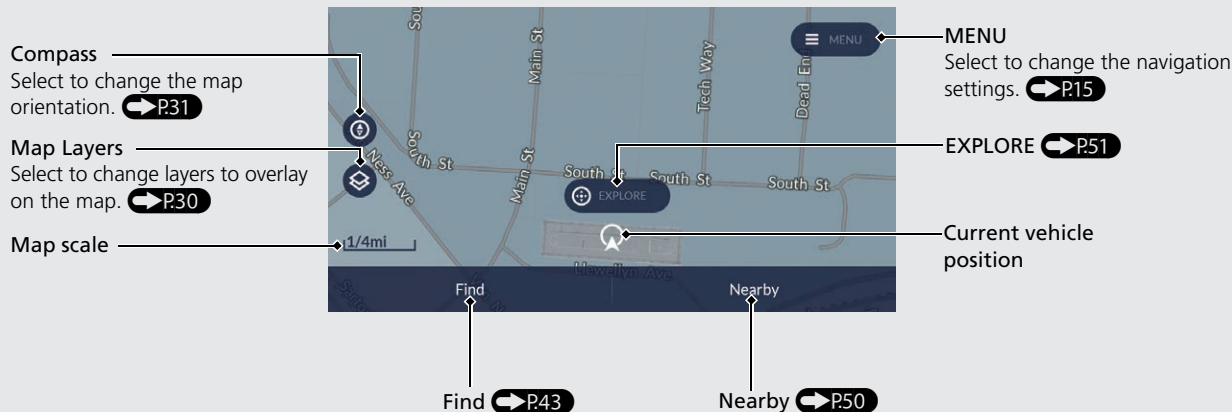 Compass
Select to change the map
orientation. P.31
Map Layers
Select to change layers to overlay
on the map. P.30
Map scale
MENU
Main St
Tech Way
Dead End
South St
Main St
Ness Ave
South St
South St
South St
EXPLORE
1/4mi
Llewellyn Ave
Find
Nearby
MENU
Select to change the navigation
settings. P.15
EXPLORE P.51
Current vehicle
position
Find P.43
Nearby P.50